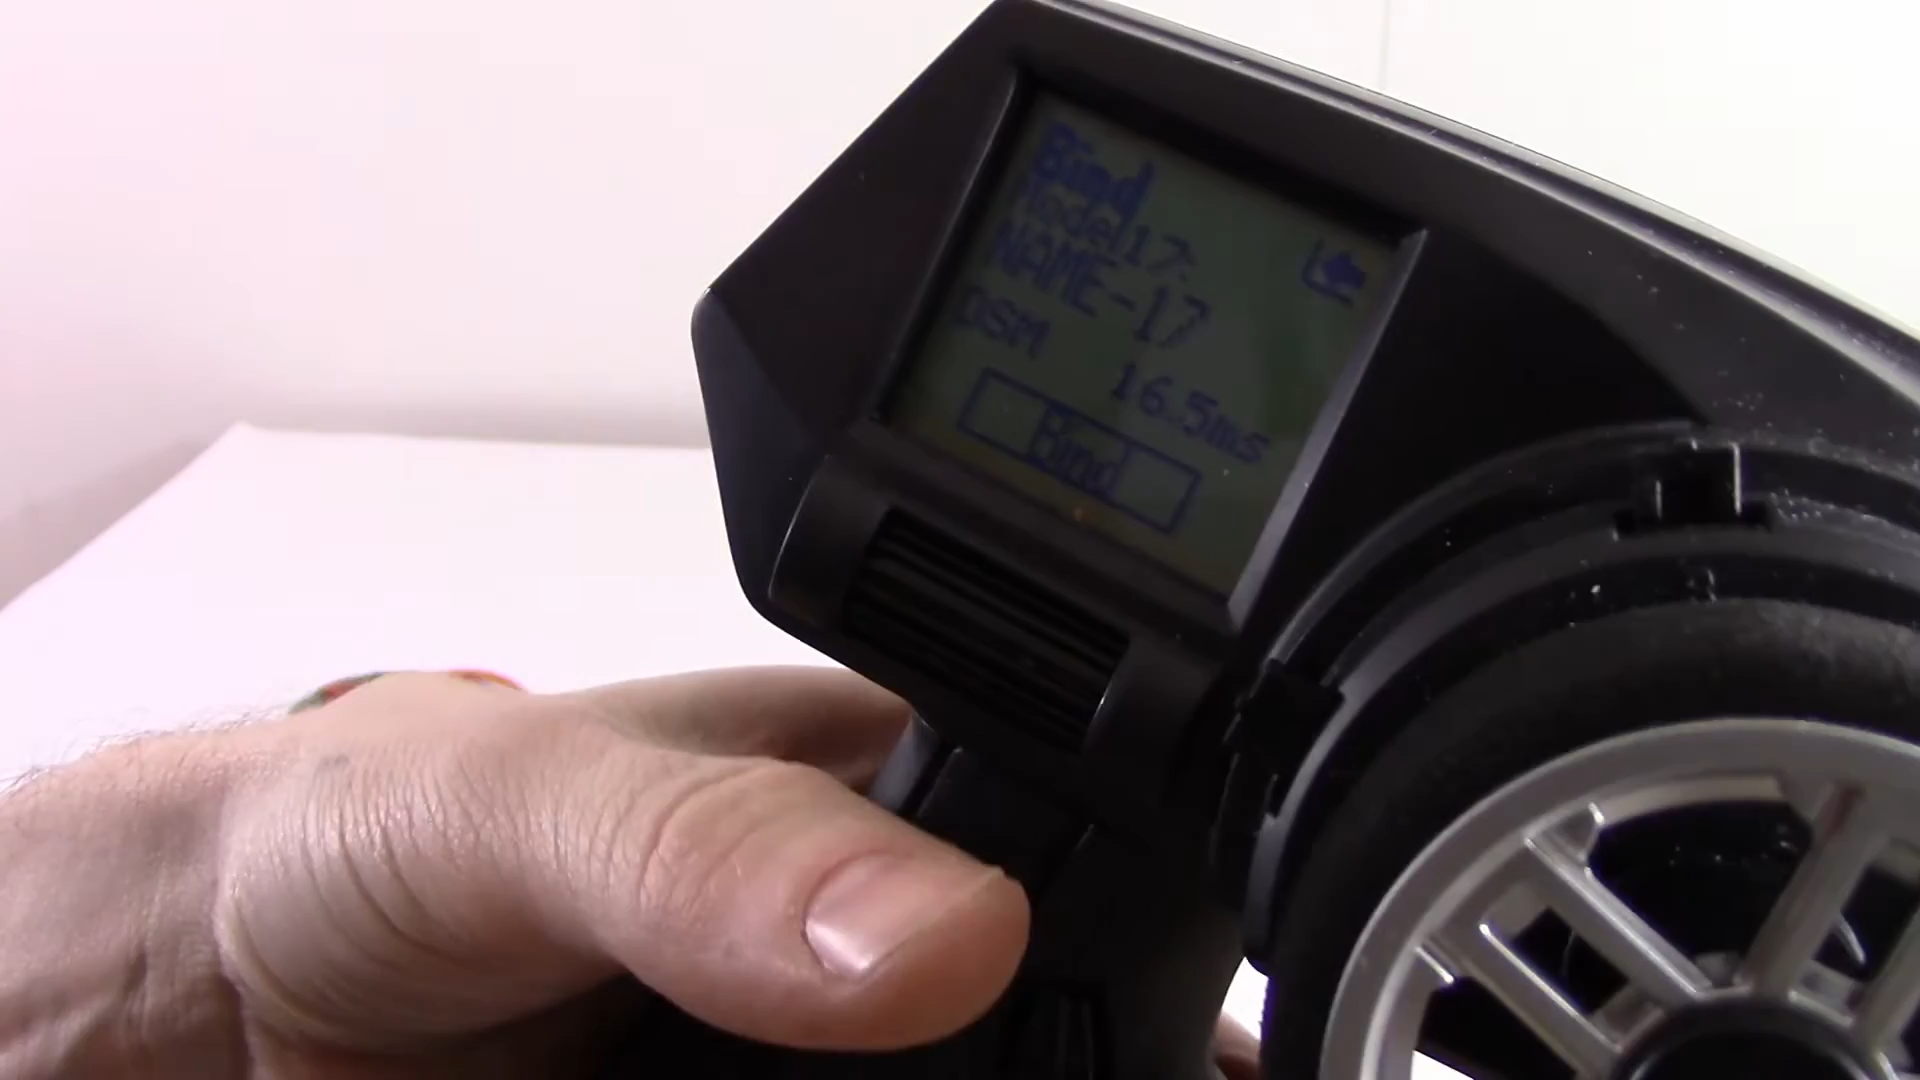 Bind
Model17:
NAME-17
DSM
16.5ms
Bind